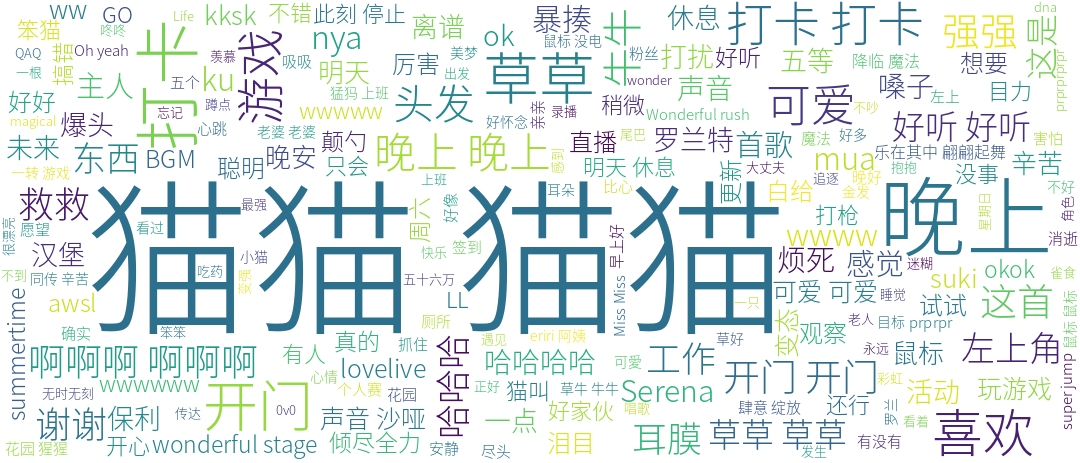 ww GO kksk 不错 此刻 停止 离谱 ok 暴揍 休息 打卡 打卡 强强 这是 dna
笨猫 咚咚 Life 卡 nya 鼠标 没电 牛牛
QAQ Oh yeah 羡慕 吸吸 美梦 厉害 草草 粉丝 打扰 好听 五等 降临 魔法 想要
一根 搞错 打 五个 ku 游戏 明天 出发 wonder 声音 嗓子 左上 目力 prprprpr
好好 主人 忘记 蹲点 猛犸 上班 头发 录播 稍微 可爱 不吵
magical 爆头 心跳 wwwww 好怀念 亲亲 Wonderful rush 好听 好听 害怕
未来 东西 BGM 老婆 老婆 颠勺 晚上 晚上 尾巴 直播 罗兰特 首歌 魔法 好多 乐在其中 翩翩起舞
一转 游戏 聪明 晚安 只会 明天 休息 大丈夫 mua 没事 辛苦
救救 上班 耳朵 比心 更新 白给 追逐 晚好 金发 抱抱 不好
很漂亮 愿望 看过 最强 猫猫 猫猫 周六 好像 早上好 打枪 晚上 星期日 角色
汉堡 小猫 签到 wwww 消逝
不到 同传 辛苦 吃药 快乐 烦死 感觉 迷糊
awsl 五十六万 LL Miss Miss 可爱 可爱 睡觉 suki okok 雀食
summertime 确实 笨笨 厕所 eriri 阿姨 一只 草好 变态 观察 老人 目标 prprpr 试试 这首 鼠标 鼠标
啊啊啊 啊啊啊 有人 真的 抓住 哈哈哈 遇见 哈哈哈哈 可爱 工作 永远 鼠标 左上角
wwwwww 心情 lovelive 正好 猫叫 草牛 牛牛 Serena 开门 开门 彩虹 活动 玩游戏 superjump
无时无刻 开门 个人赛 花园 一点 好家伙 唱歌 肆意 绽放 还行 罗兰 看着
谢谢 保利 传达 0v0 声音 沙哑 泪目 耳膜 草草 草草 喜欢
花园 猩猩 开心 wonderful stage 倾尽全力 安静 尽头 发生 有没有